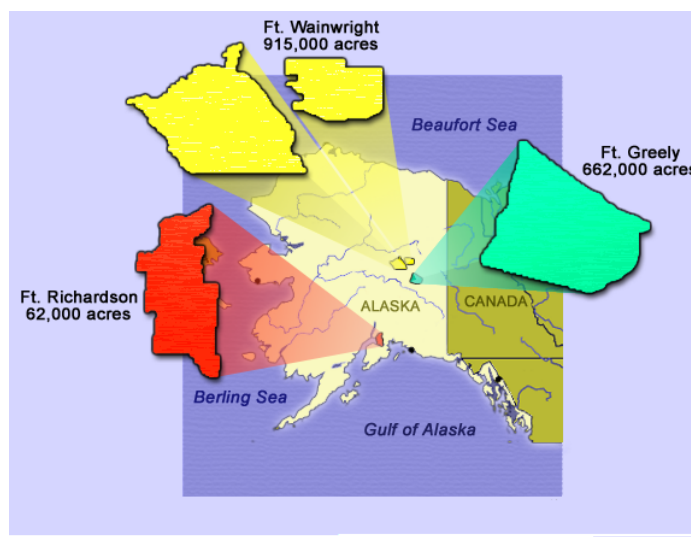 Ft. Wainwright
915,000 acres
Beaufort Sea
Ft. Greely
662,000 acres
Ft. Richardson
62,000 acres
ALASKA
CANADA
Berling Sea
Gulf of Alaska